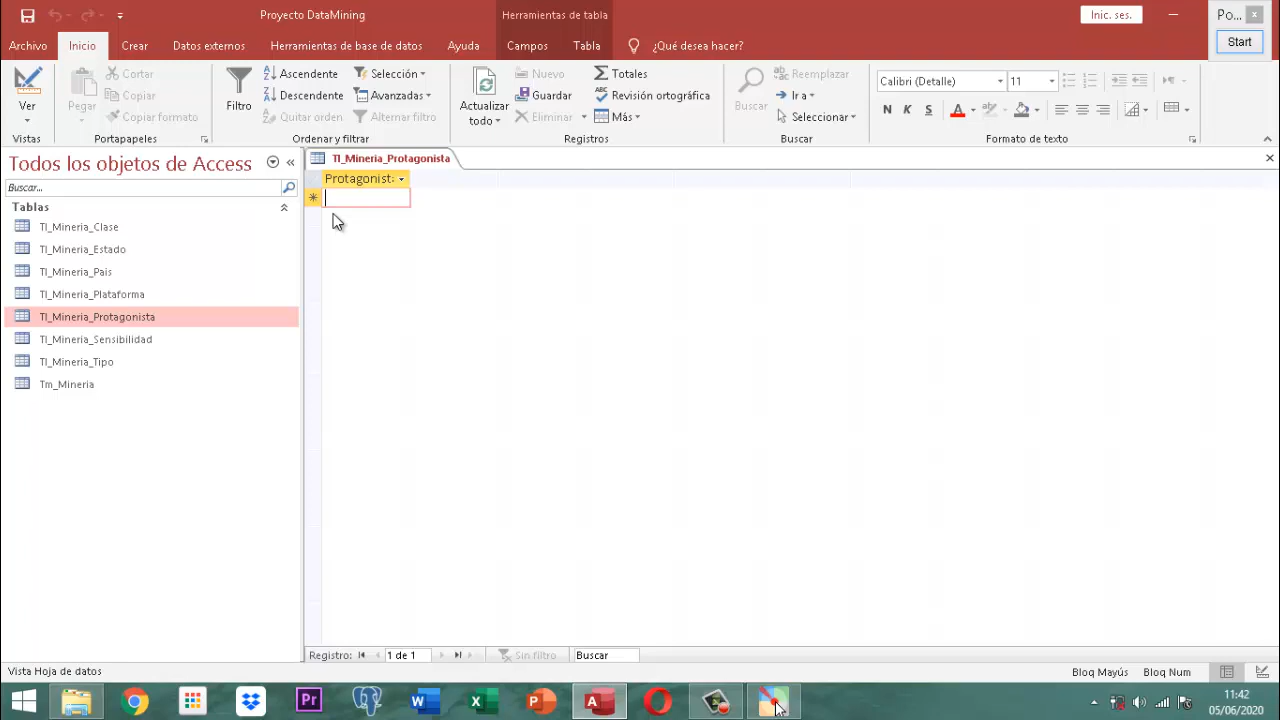 Proyecto DataMining
Herramientas de tabla
Inic. ses.
Po...
Archivo Inicio Crear Datos externos Herramientas de base de datos Ayuda Campos Tabla ¿Qué desea hacer?
Start
Ver
Pegar
Cortar
Copiar
Copiar formato
Filtro
Ascendente
Descendente
Quitar orden
Selección
Avanzadas
Alternar filtro
Actualizar
todo
Nuevo
Guardar
Eliminar
Totales
Revisión ortográfica
Más
Buscar
Reemplazar
Ir a
Seleccionar
Calibri (Detalle) 11
N K S
A
Vistas Portapapeles Ordenar y filtrar Registros Buscar Formato de texto
Todos los objetos de Access
Buscar...
Tablas
Tl_Mineria_Clase
Tl_Mineria_Estado
Tl_Mineria_Pais
Tl_Mineria_Plataforma
Tl_Mineria_Protagonista
Tl_Mineria_Sensibilidad
Tl_Mineria_Tipo
Tm_Mineria
Tl_Mineria_Protagonista
Protagonist
Registro: 1 de 1 Sin filtro Buscar
Vista Hoja de datos Bloq Mayús Bloq Num
Pr
11:42
05/06/2020